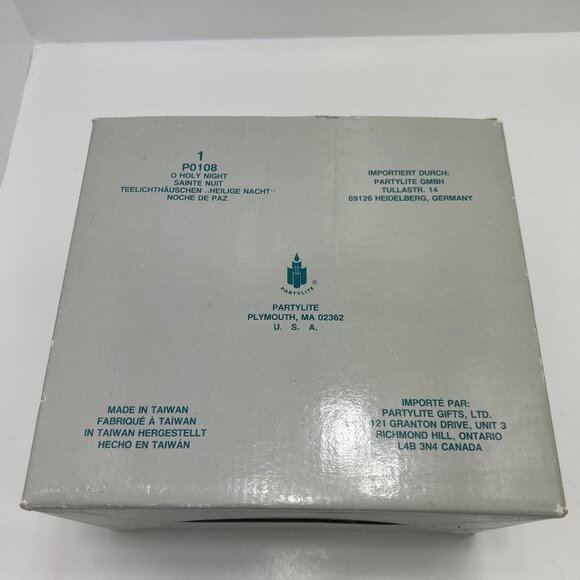 1
P0108
O HOLY NIGHT
SAINTE NUIT
TEELICHTHÄUSCHEN ,,HEILIGE NACHT"
NOCHE DE PAZ
IMPORTIERT DURCH:
PARTYLITE GMBH
TULLASTR. 14
69126 HEIDELBERG, GERMANY
PARTYLITE ®
PARTYLITE
PLYMOUTH, MA 02362
U. S. A.
MADE IN TAIWAN
FABRIQUÉ À TAÏWAN
IN TAIWAN HERGESTELLT
HECHO EN TAIWÁN
IMPORTÉ PAR:
PARTYLITE GIFTS, LTD.
121 GRANTON DRIVE, UNIT 3
RICHMOND HILL, ONTARIO
L4B 3N4 CANADA